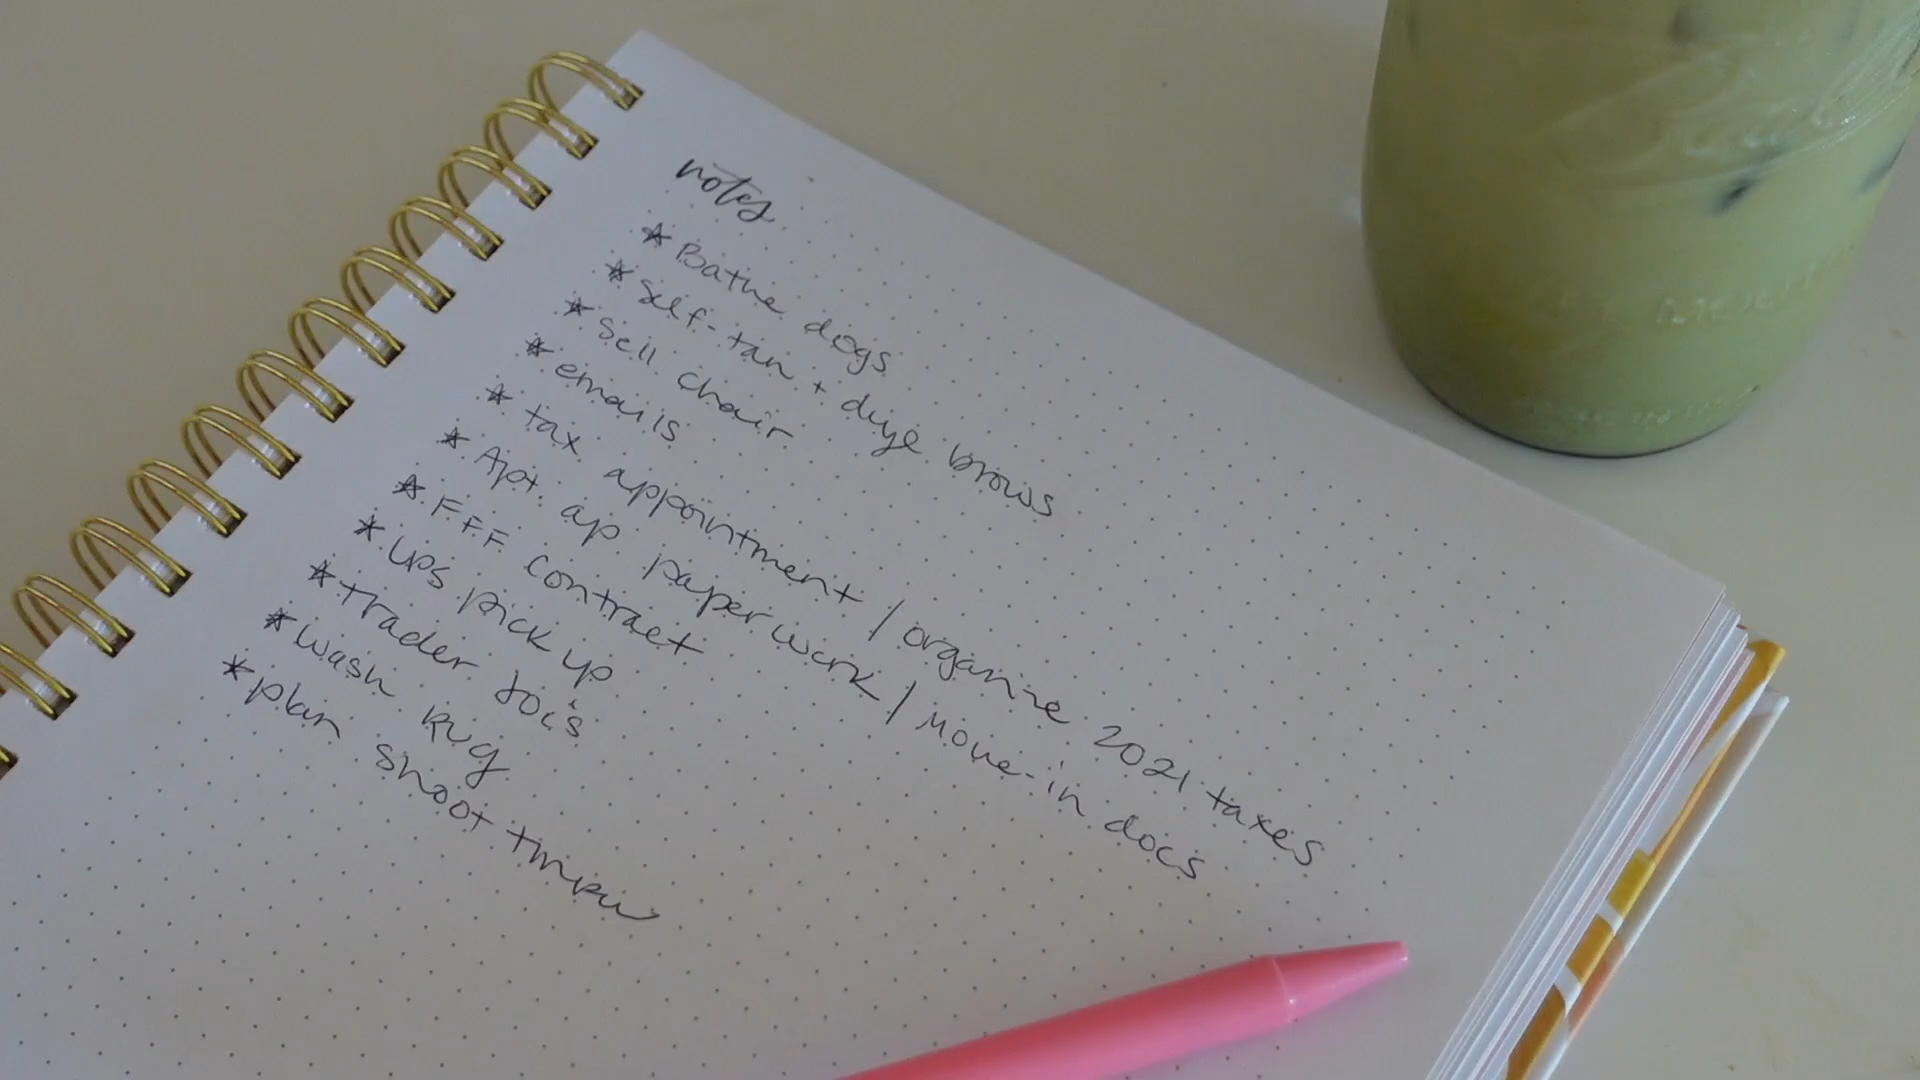 notes
* Bathe dogs
* Self-tan + dye brows
* Sell chair
* emails
* tax appointment / organize 2021 taxes
* Apt. ap paperwork / Move-in docs
* FFF contract
* UPS pick up
* trader Joe's
* wash rug
* plan shoot tmrw